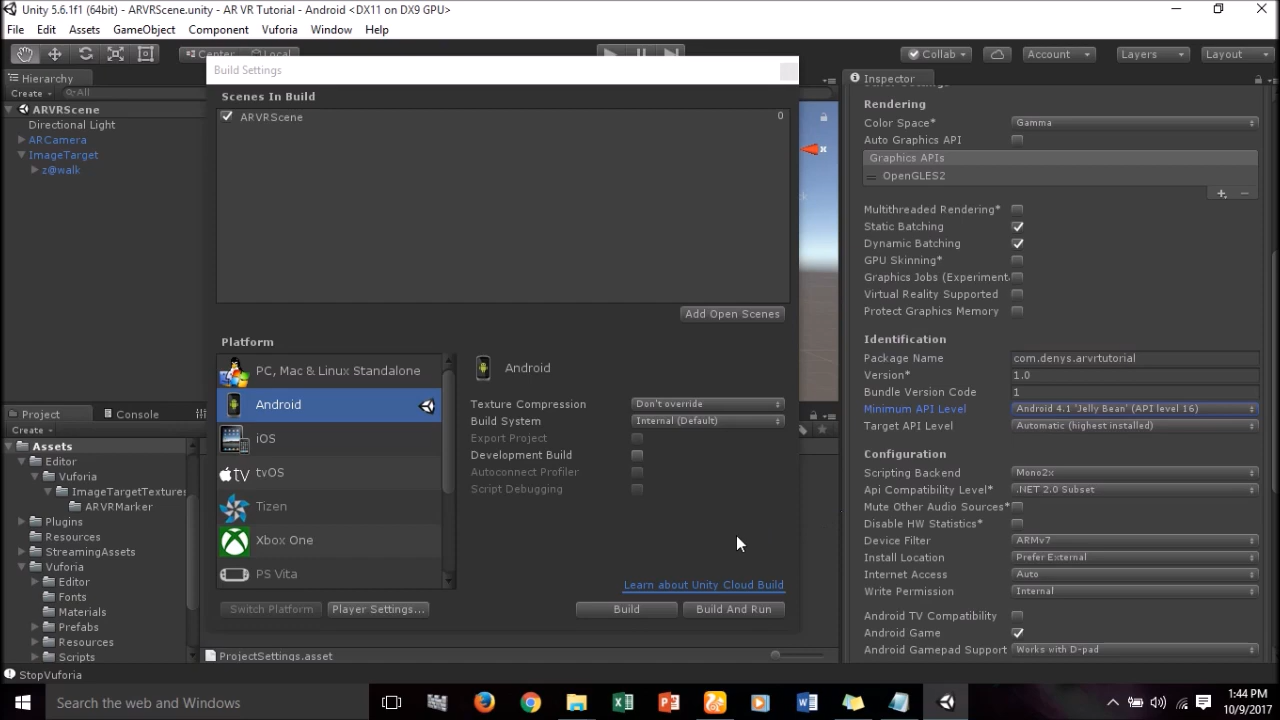 Unity 5.6.1f1 (64bit) - ARVRScene.unity - AR VR Tutorial - Android <DX11 on DX9 GPU>
File Edit Assets GameObject Component Vuforia Window Help
Center Local Collab Account Layers Layout
Hierarchy
Create All
ARVRScene
Directional Light
ARCamera
ImageTarget
z@walk
Build Settings
Scenes In Build
ARVRScene 0
Add Open Scenes
Platform
PC, Mac & Linux Standalone
Android
iOS
tv tvOS
Tizen
Xbox One
PS Vita
Android
Texture Compression Don't override
Build System Internal (Default)
Export Project
Development Build
Autoconnect Profiler
Script Debugging
Learn about Unity Cloud Build
Switch Platform Player Settings... Build Build And Run
x
Inspector
Rendering
Color Space* Gamma
Auto Graphics API
Graphics APIs
OpenGLES2
Multithreaded Rendering*
Static Batching
Dynamic Batching
GPU Skinning*
Graphics Jobs (Experiment
Virtual Reality Supported
Protect Graphics Memory
Identification
Package Name com.denys.arvrtutorial
Version* 1.0
Bundle Version Code 1
Minimum API Level Android 4.1 'Jelly Bean' (API level 16)
Target API Level Automatic (highest installed)
Configuration
Scripting Backend Mono2x
Api Compatibility Level* .NET 2.0 Subset
Mute Other Audio Sources*
Disable HW Statistics*
Device Filter ARMv7
Install Location Prefer External
Internet Access Auto
Write Permission Internal
Android TV Compatibility
Android Game
Android Gamepad Support Works with D-pad
Project Console
Create
Assets
Editor
Vuforia
ImageTargetTextures
ARVRMarker
Plugins
Resources
StreamingAssets
Vuforia
Editor
Fonts
Materials
Prefabs
Resources
Scripts
ProjectSettings.asset
StopVuforia
Search the web and Windows
1:44 PM
10/9/2017